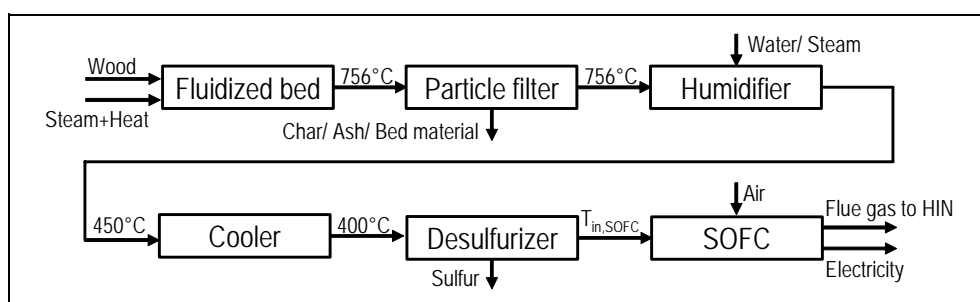 Wood
Steam+Heat
Fluidized bed
756°C
Particle filter
Char/ Ash/ Bed material
756°C
Water/ Steam
Humidifier
450°C
Cooler
400°C
Desulfurizer
Sulfur
Tin,SOFC
Air
SOFC
Flue gas to HIN
Electricity